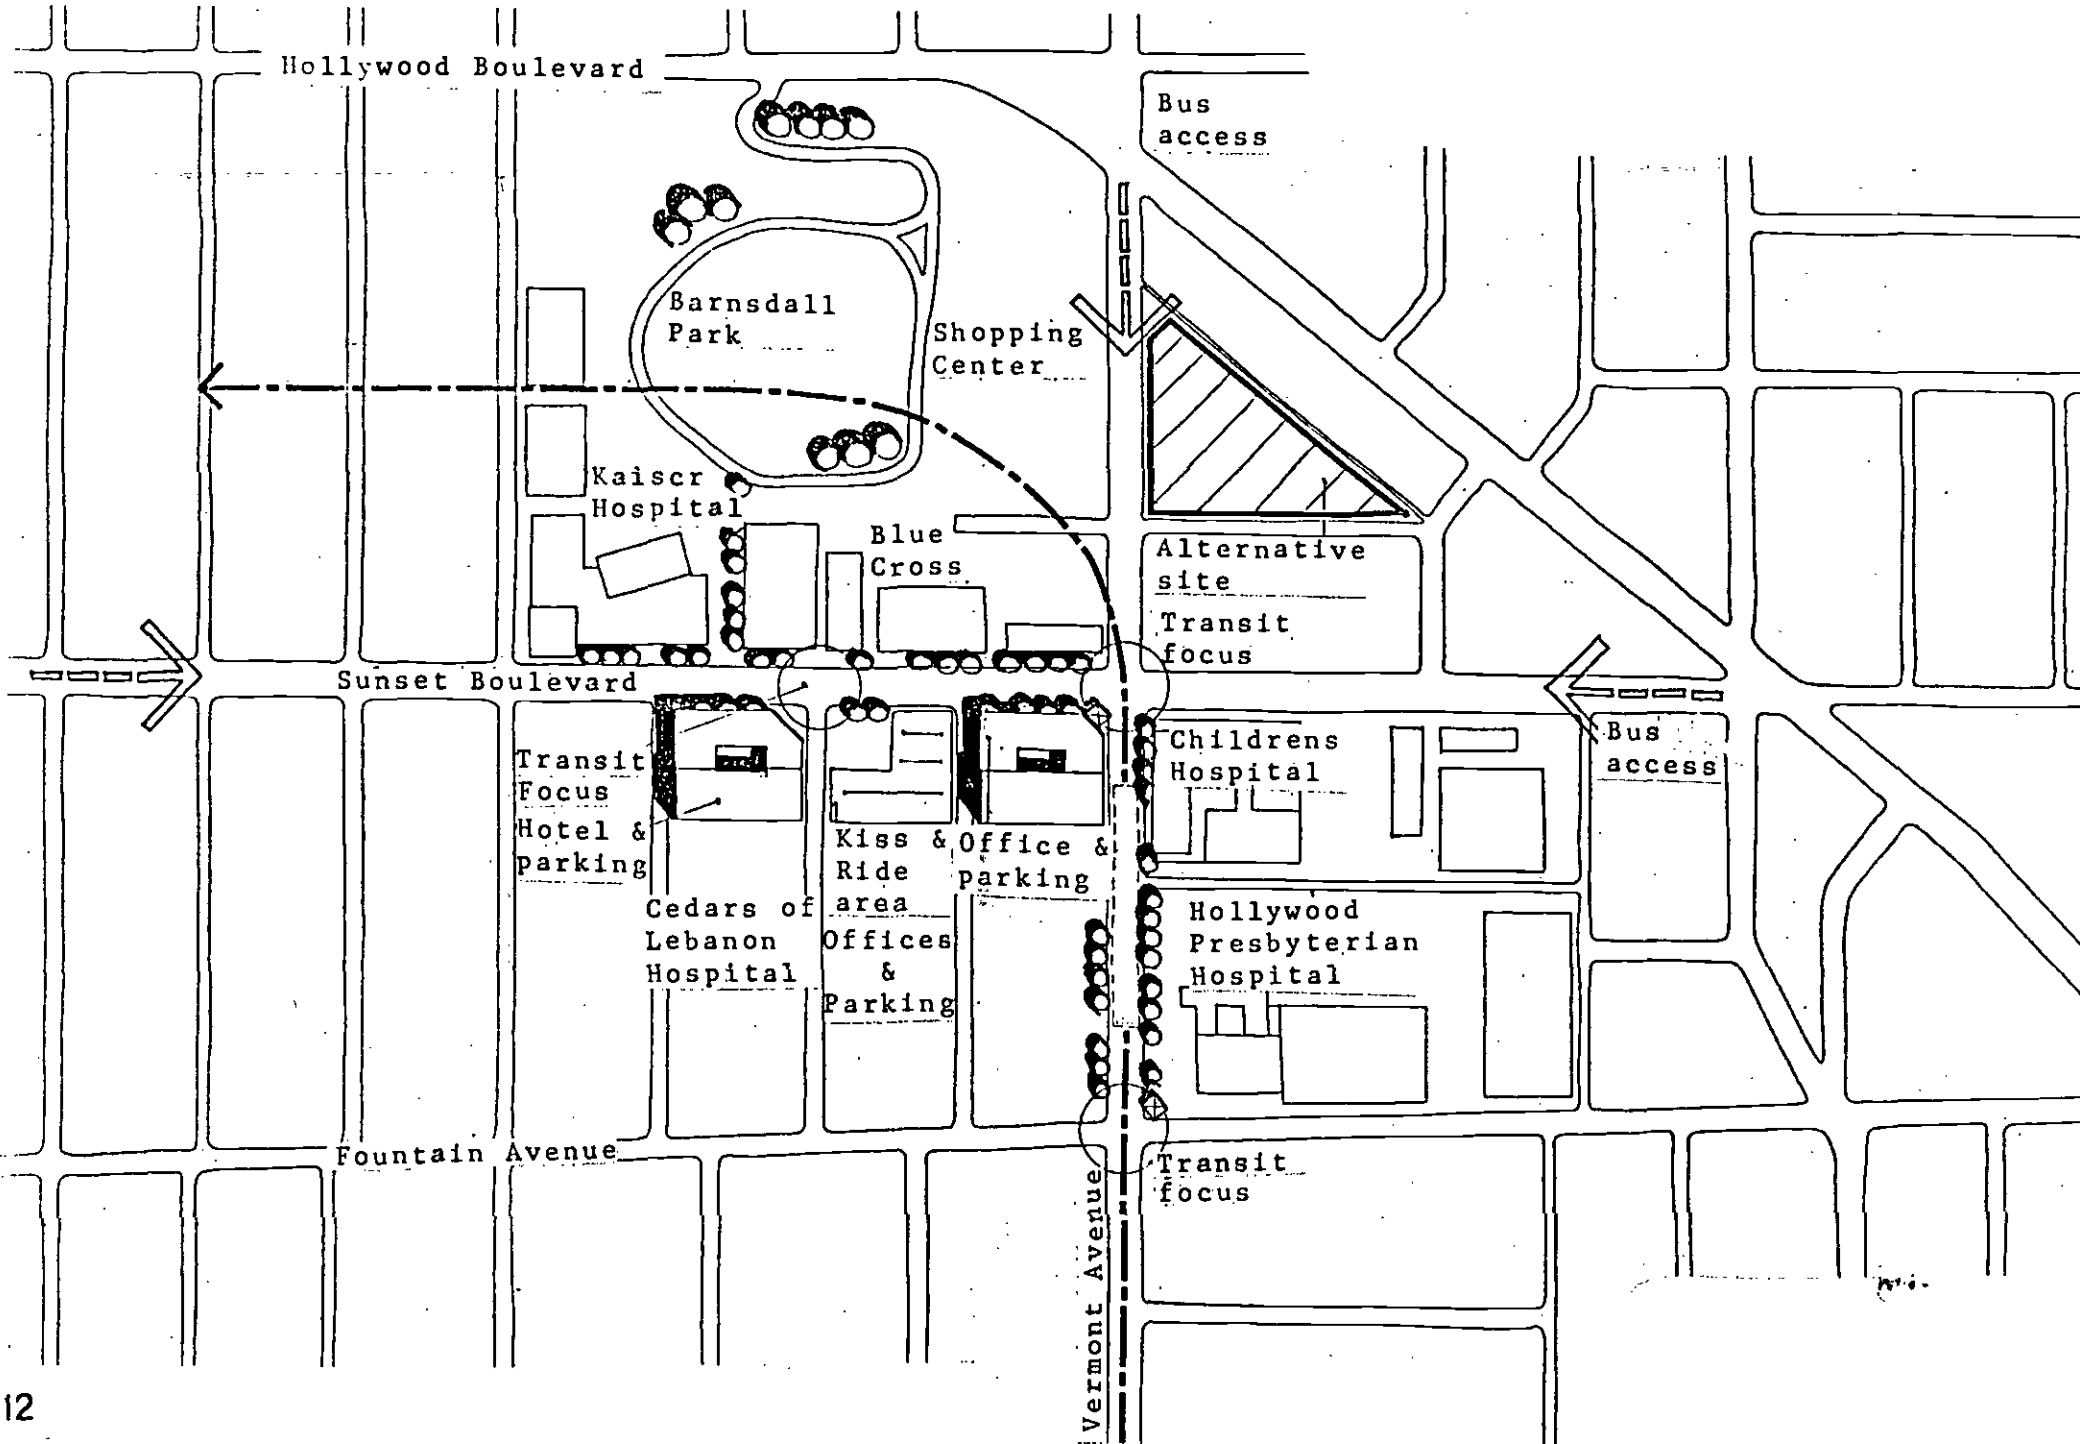 Hollywood Boulevard
Bus
access
Barnsdall
Park
Shopping
Center
Kaiser
Hospital
Blue
Cross
Alternative
site
Transit
focus
Sunset Boulevard
Transit
Focus
Hotel &
parking
Childrens
Hospital
Bus
access
Kiss &
Ride
area
Office &
parking
Cedars of
Lebanon
Hospital
Offices
&
Parking
Hollywood
Presbyterian
Hospital
Fountain Avenue
Transit
focus
Vermont Avenue
12